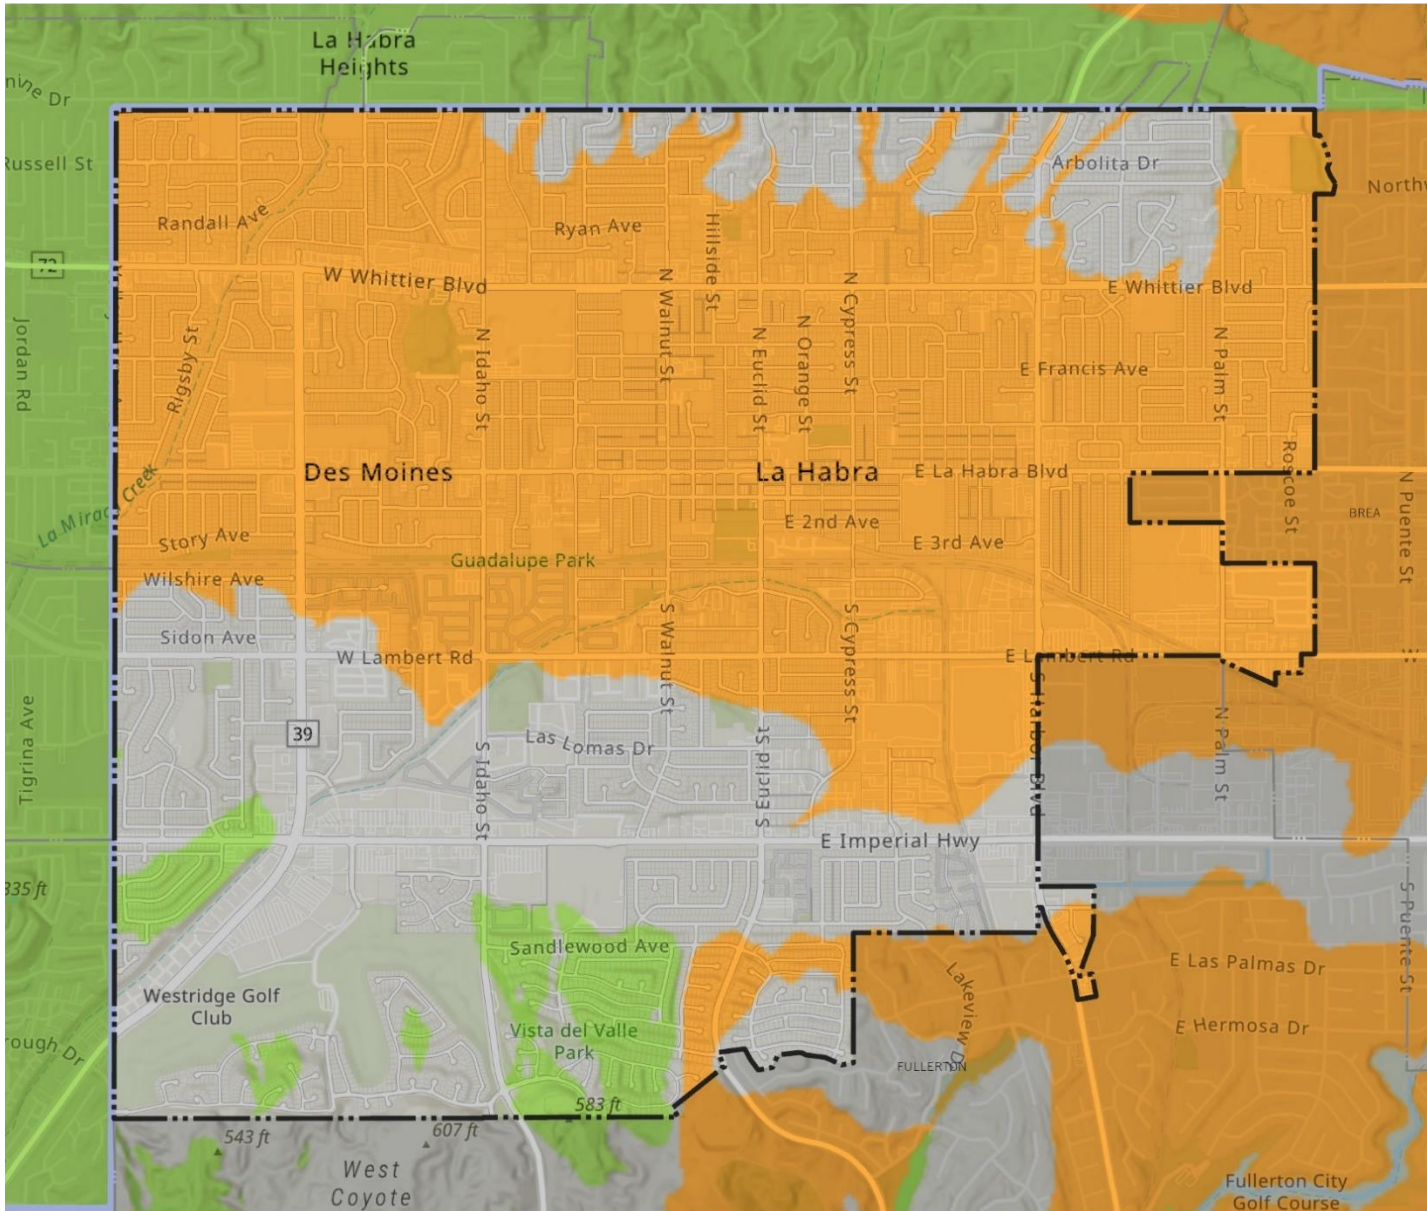 La Habra
Heights
nine Dr
Russell St
Arbolita Dr
Northw
Randall Ave
Ryan Ave
Hillside St
72
W Whittier Blvd
E Whittier Blvd
N Walnut St
N Cypress St
Jordan Rd
Rigsby St
N Idaho St
N Euclid St
N Orange St
N Palm St
E Francis Ave
Des Moines
La Habra
E La Habra Blvd
Roscoe St
N Puente St
La Mirada Creek
BREA
E 2nd Ave
Story Ave
E 3rd Ave
Guadalupe Park
Wilshire Ave
Sidon Ave
S Walnut St
S Cypress St
W Lambert Rd
E Lambert Rd
Tigrina Ave
39
Las Lomas Dr
S Idaho St
S Euclid St
S Harbor Blvd
N Palm St
E Imperial Hwy
335 ft
S Puente St
Sandlewood Ave
Lakeview Dr
E Las Palmas Dr
Westridge Golf
Club
Vista del Valle
Park
E Hermosa Dr
rough Dr
FULLERTON
583 ft
543 ft
607 ft
West
Coyote
Fullerton City
Golf Course